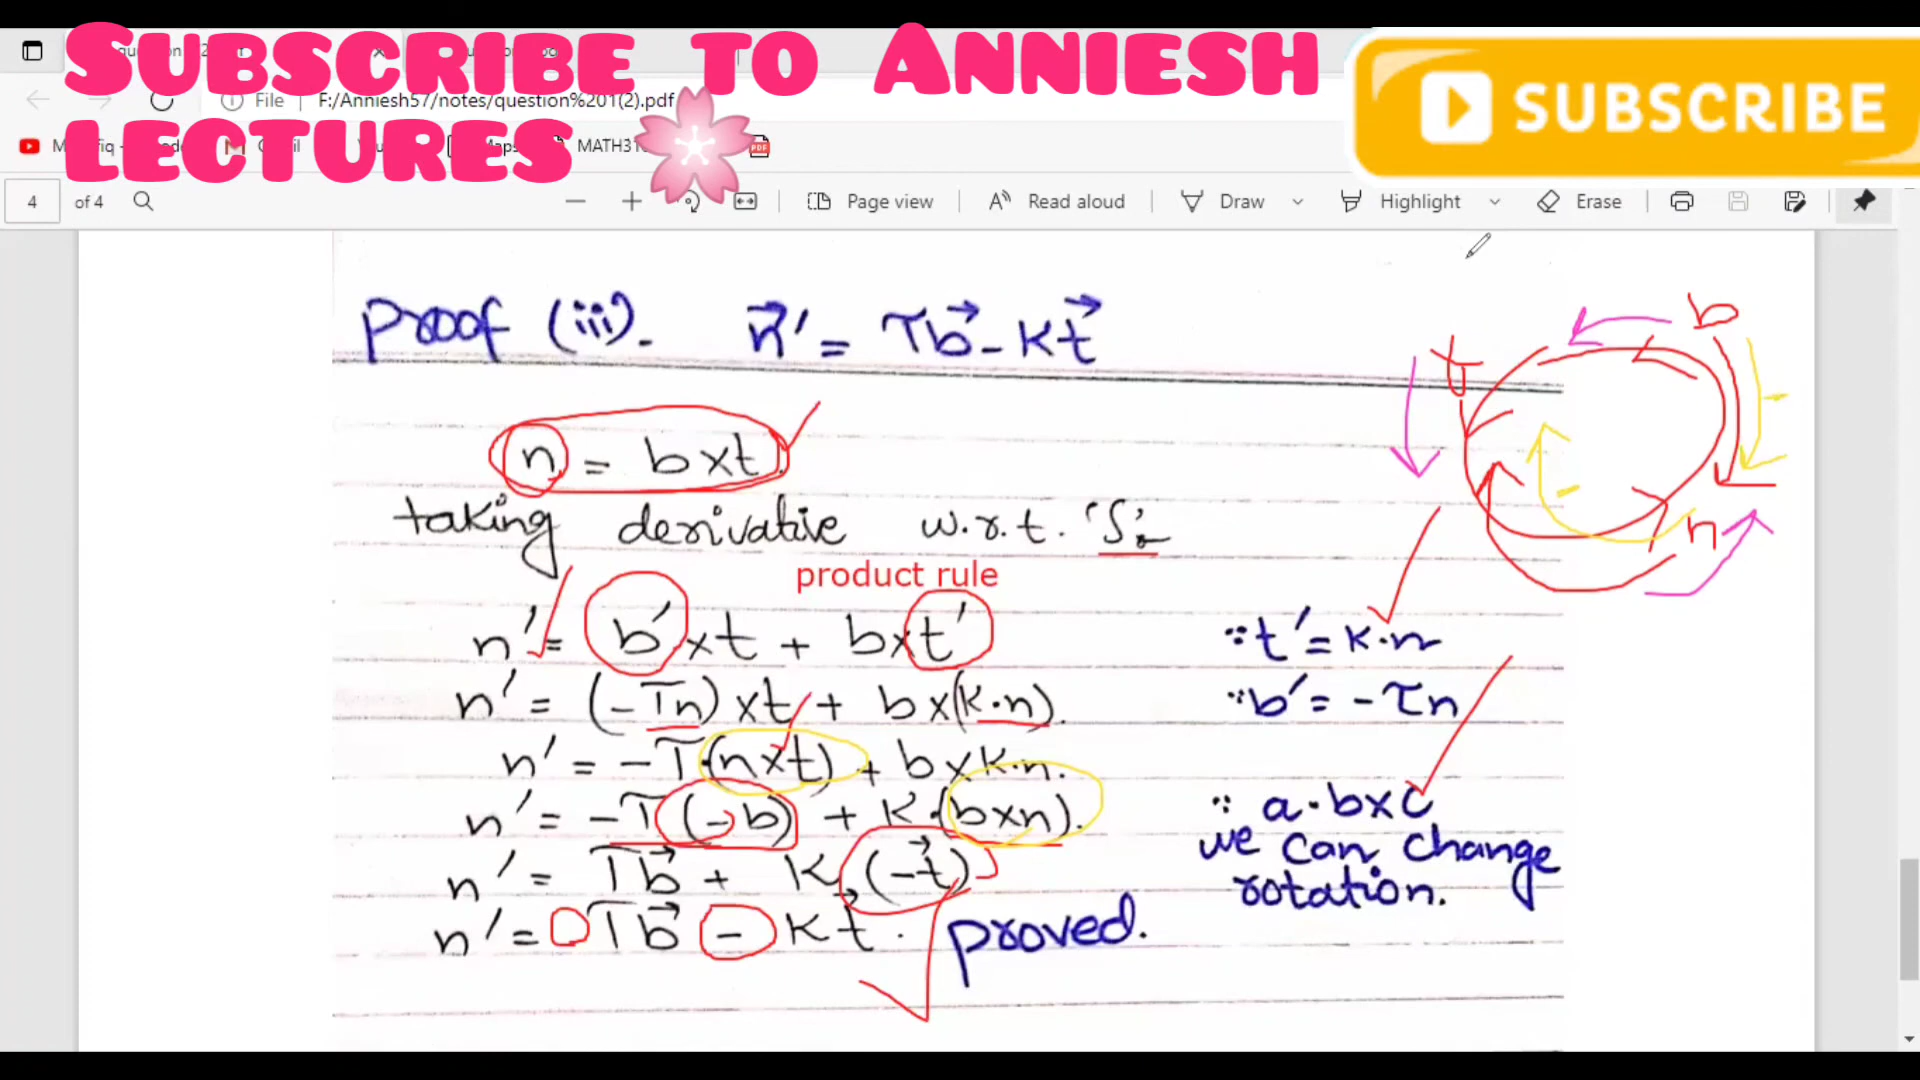 SUBSCRIBE TO ANNIESH
LECTURES
SUBSCRIBE
File F:/Anniesh57/notes/question%201(2).pdf
Maps MATH31
4 of 4 Page view Read aloud Draw Highlight Erase
Proof (iii). n⃗' = τb⃗ - Kt⃗
n = b×t.
taking derivative w.r.t. 'S'.
product rule
n' = b'×t + b×t'
∵ t' = K·n
n' = (-τn)×t + b×(K·n).
∵ b' = -τn
n' = -τ·(n×t) + b×K·n.
n' = -τ(-b) + K·(b×n).
∵ a·b×c
we can change
rotation.
n' = τb⃗ + K(-t⃗)
n' = τb⃗ - Kt⃗. proved.
b
t
n